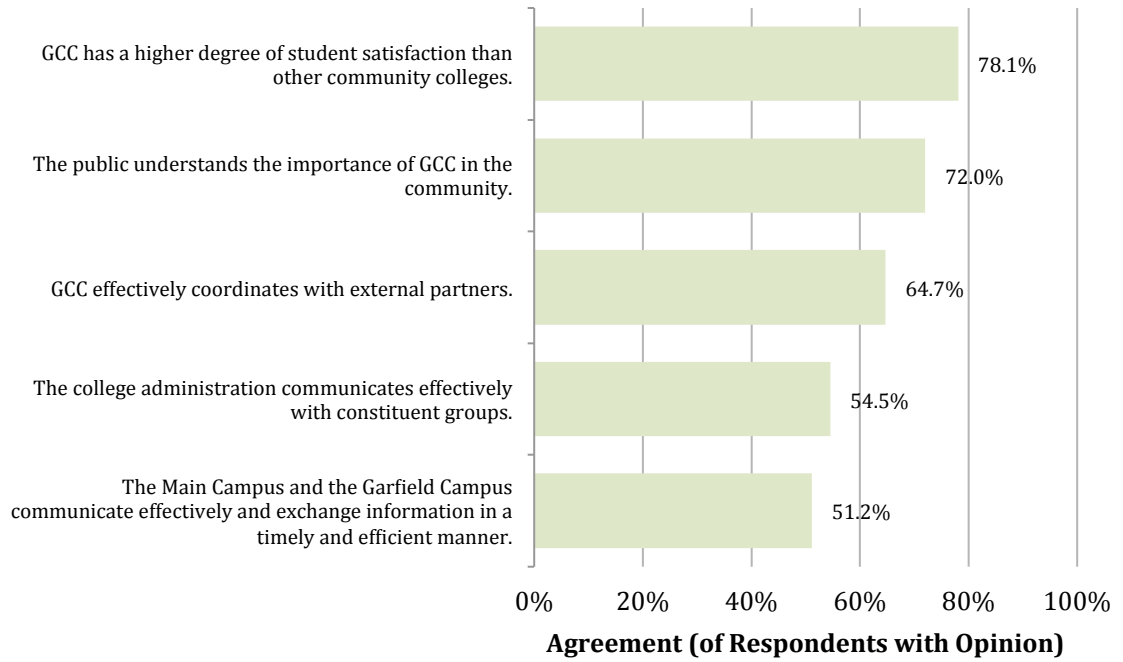 GCC has a higher degree of student satisfaction than
other community colleges.
78.1%
The public understands the importance of GCC in the
community.
72.0%
GCC effectively coordinates with external partners.
64.7%
The college administration communicates effectively
with constituent groups.
54.5%
The Main Campus and the Garfield Campus
communicate effectively and exchange information in a
timely and efficient manner.
51.2%
0% 20% 40% 60% 80% 100%
Agreement (of Respondents with Opinion)